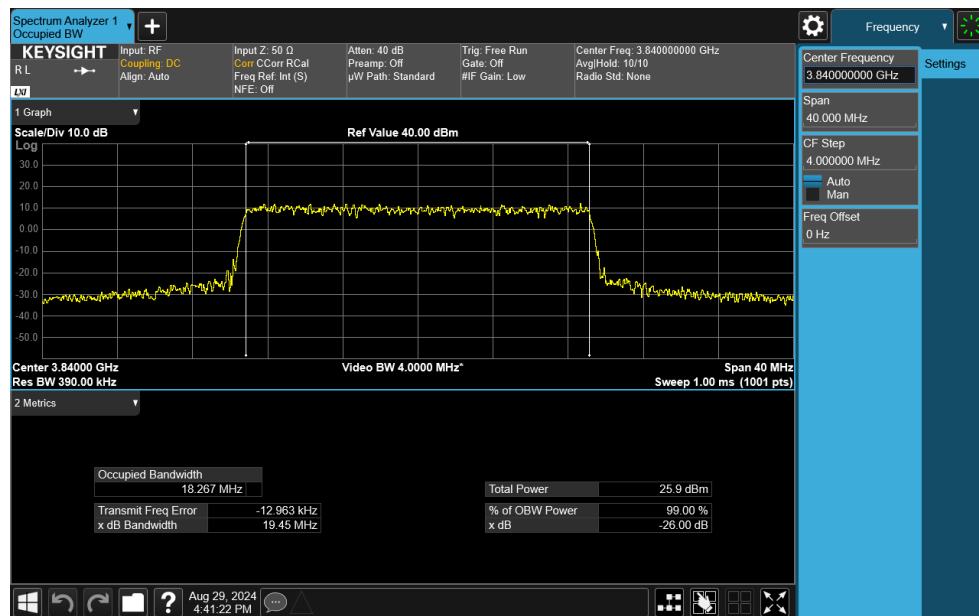 Spectrum Analyzer 1
Occupied BW
Frequency
KEYSIGHT
R L
LXI
Input: RF
Coupling: DC
Align: Auto
Input Z: 50 Ω
Corr CCorr RCal
Freq Ref: Int (S)
NFE: Off
Atten: 40 dB
Preamp: Off
µW Path: Standard
Trig: Free Run
Gate: Off
#IF Gain: Low
Center Freq: 3.840000000 GHz
Avg|Hold: 10/10
Radio Std: None
Center Frequency
3.840000000 GHz
Settings
Span
40.000 MHz
CF Step
4.000000 MHz
Auto
Man
Freq Offset
0 Hz
1 Graph
Scale/Div 10.0 dB
Ref Value 40.00 dBm
Log
30.0
20.0
10.0
0.00
-10.0
-20.0
-30.0
-40.0
-50.0
Center 3.84000 GHz
Video BW 4.0000 MHz*
Span 40 MHz
Res BW 390.00 kHz
Sweep 1.00 ms (1001 pts)
2 Metrics
Occupied Bandwidth
18.267 MHz
Total Power 25.9 dBm
Transmit Freq Error -12.963 kHz
% of OBW Power 99.00 %
x dB Bandwidth 19.45 MHz
x dB -26.00 dB
Aug 29, 2024
4:41:22 PM